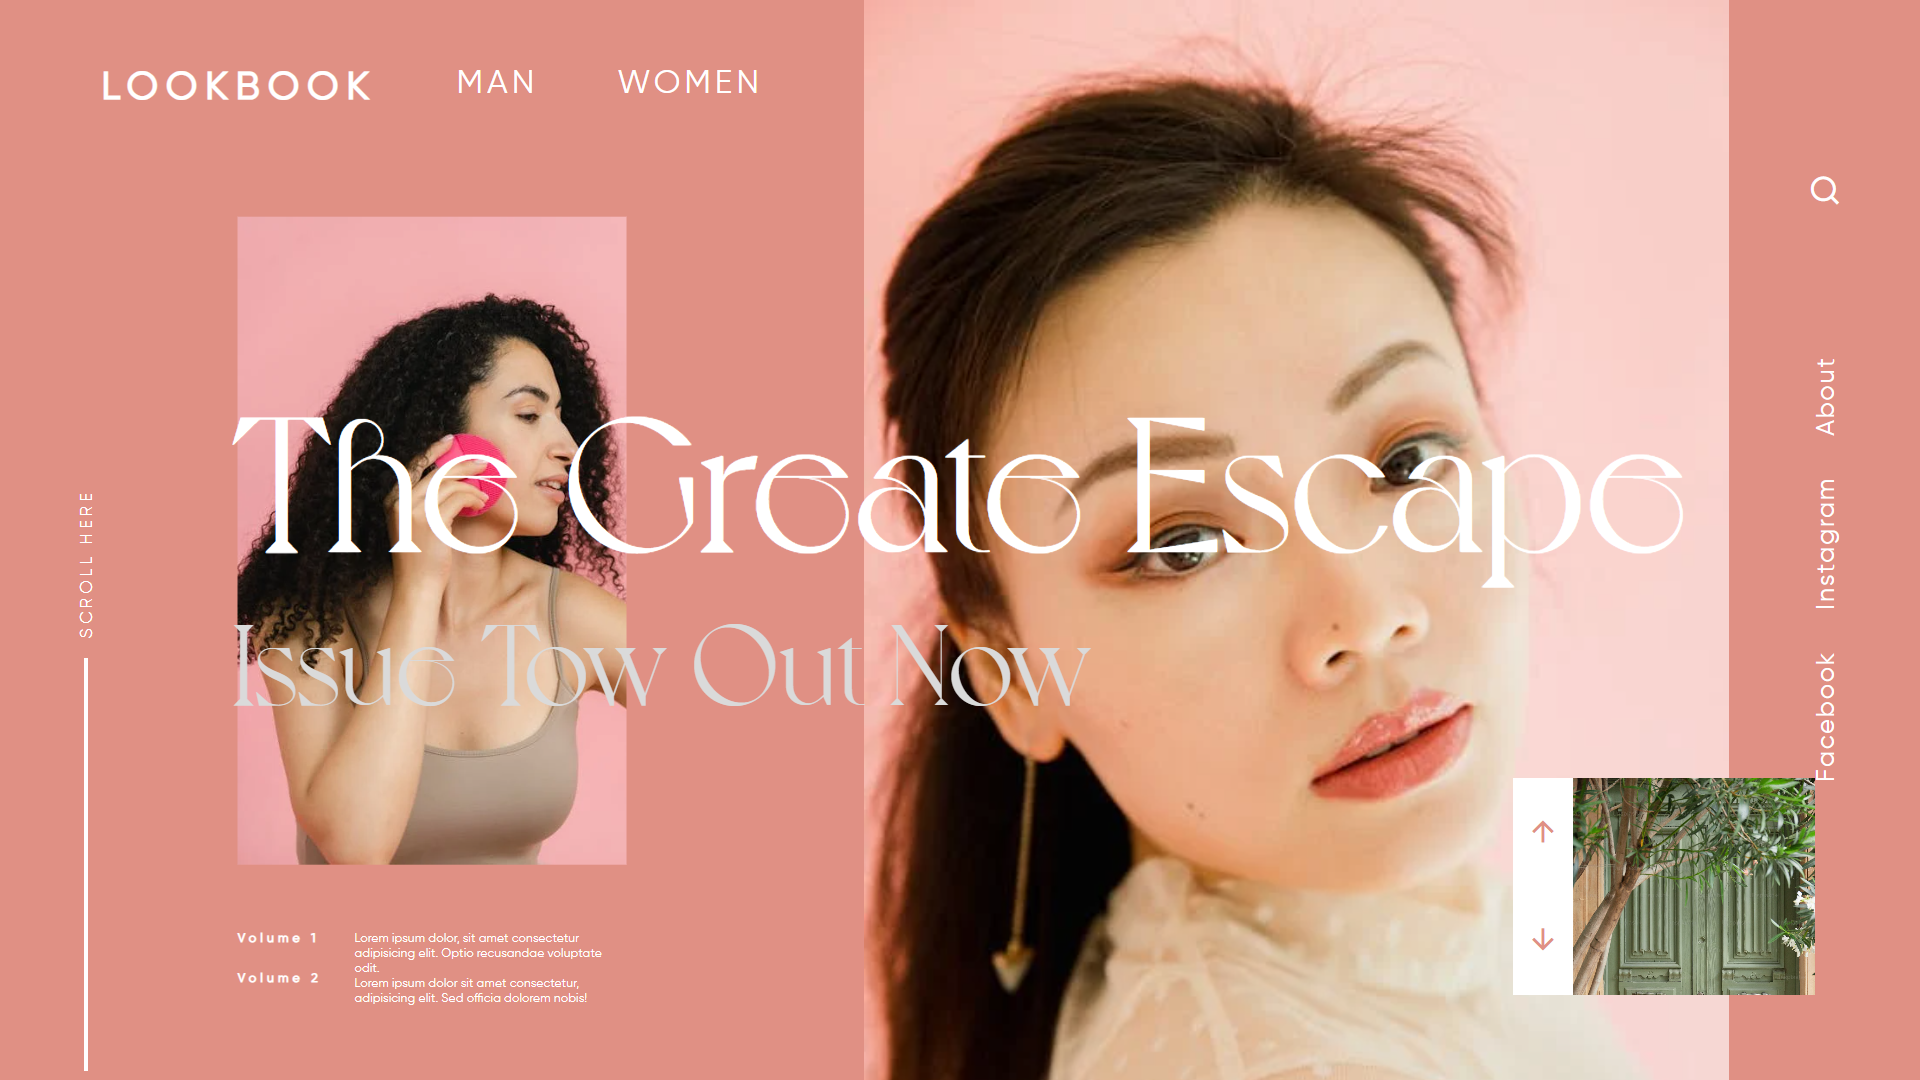 LOOKBOOK
MAN
WOMEN
The Create Escape
Issue Tow Out Now
SCROLL HERE
About
Instagram
Facebook
Volume 1
Lorem ipsum dolor, sit amet consectetur
adipisicing elit. Optio recusandae voluptate
odit.
Volume 2
Lorem ipsum dolor sit amet consectetur,
adipisicing elit. Sed officia dolorem nobis!